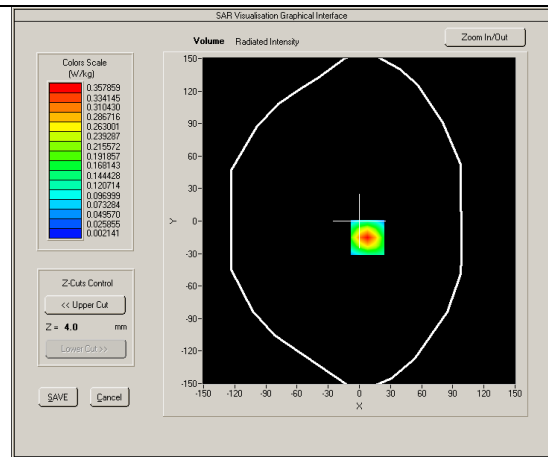 SAR Visualisation Graphical Interface
Volume Radiated Intensity
Zoom In/Out
Colors Scale
(W/kg)
0.357859
0.334145
0.310430
0.286716
0.263001
0.239287
0.215572
0.191857
0.168143
0.144428
0.120714
0.096999
0.073284
0.049570
0.025855
0.002141
Z-Cuts Control
<< Upper Cut
Z = 4.0 mm
Lower Cut >>
SAVE
Cancel
150
120
90
60
30
0
-30
-60
-90
-120
-150
Y
-150 -120 -90 -60 -30 0 30 60 90 120 150
X